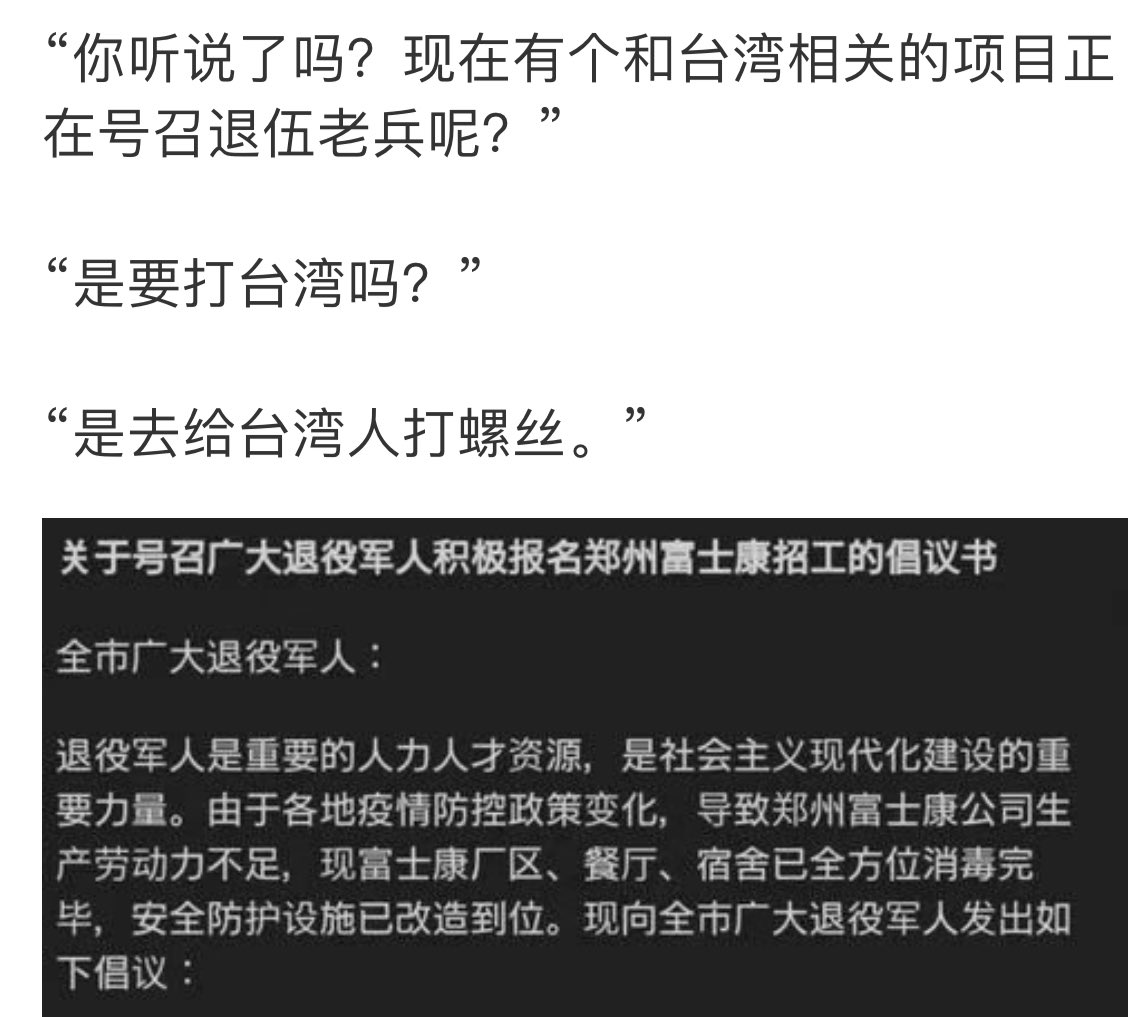 “你听说了吗？现在有个和台湾相关的项目正
在号召退伍老兵呢？”
“是要打台湾吗？”
“是去给台湾人打螺丝。”
关于号召广大退役军人积极报名郑州富士康招工的倡议书
全市广大退役军人：
退役军人是重要的人力人才资源，是社会主义现代化建设的重
要力量。由于各地疫情防控政策变化，导致郑州富士康公司生
产劳动力不足，现富士康厂区、餐厅、宿舍已全方位消毒完
毕，安全防护设施已改造到位。现向全市广大退役军人发出如
下倡议：